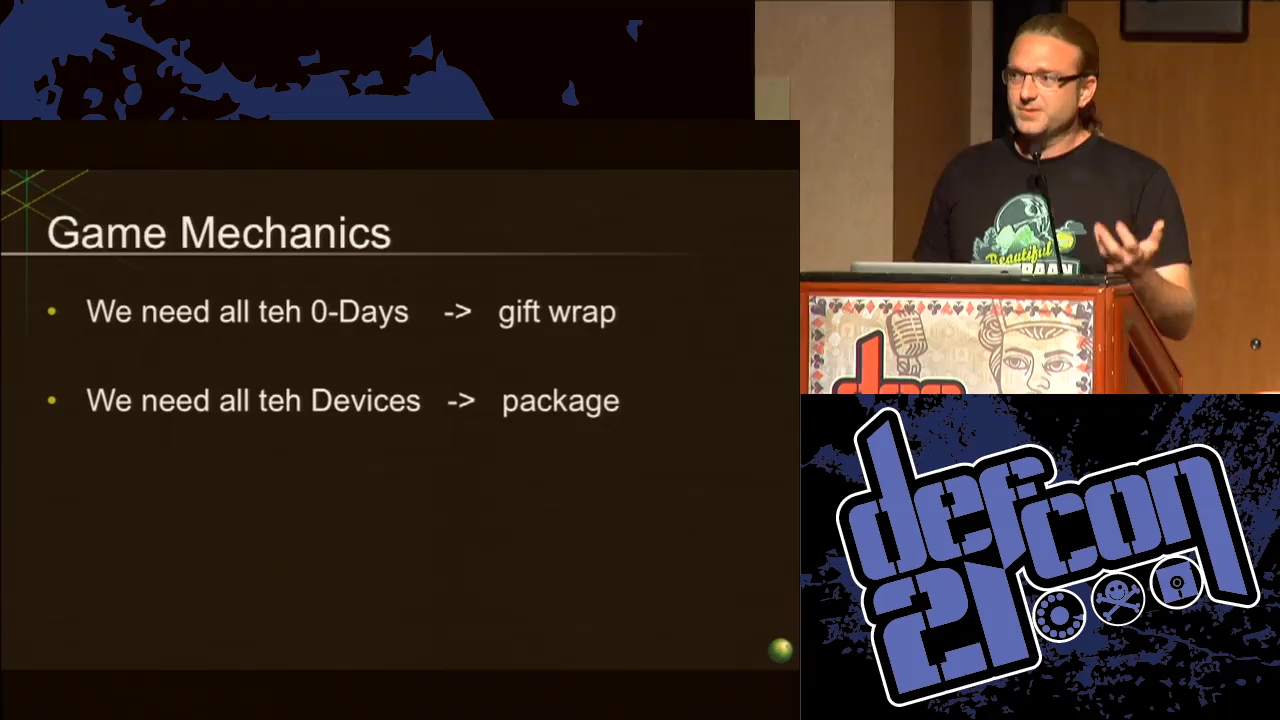 Game Mechanics
• We need all teh 0-Days -> gift wrap
• We need all teh Devices -> package
Beautiful
defcon
21